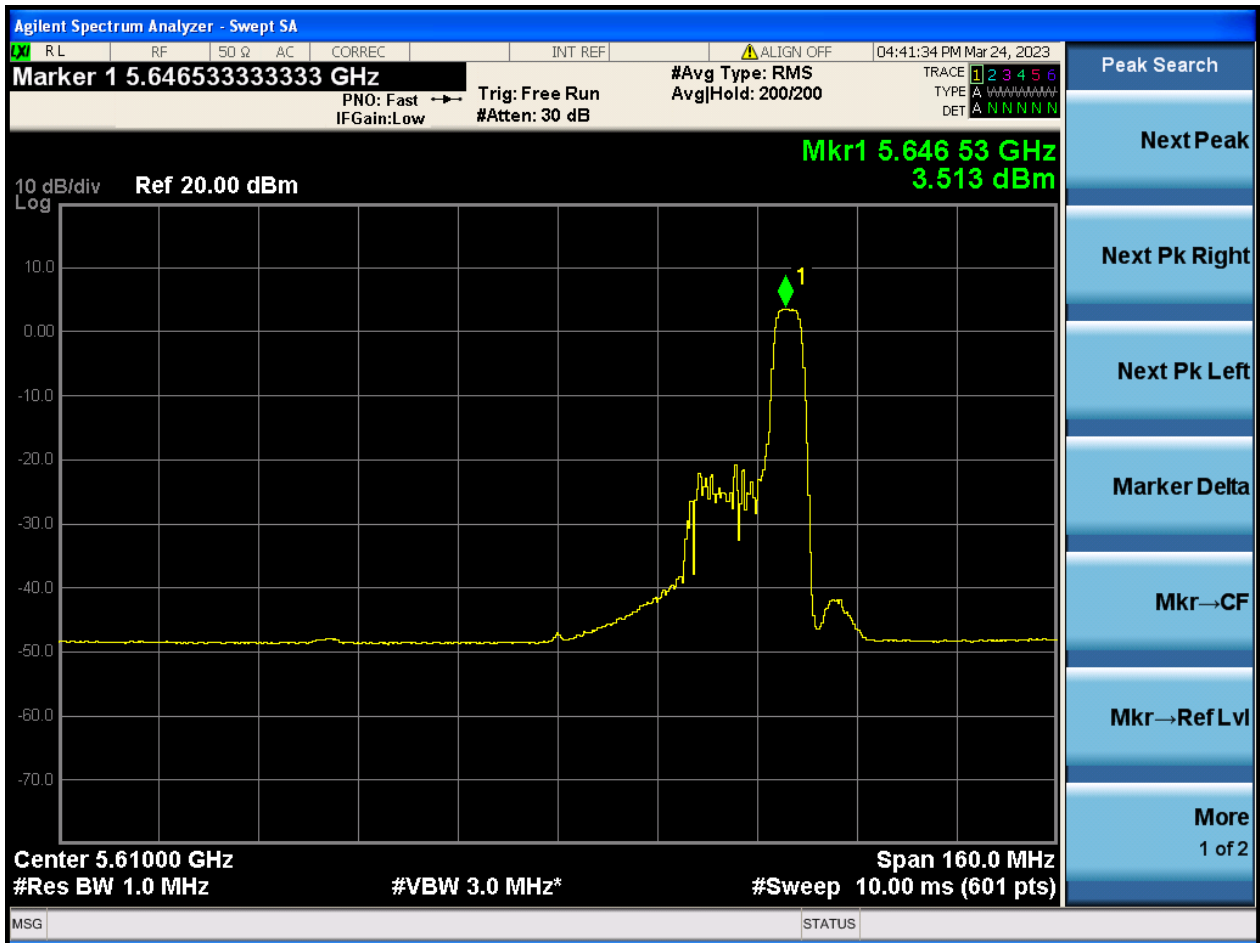 Agilent Spectrum Analyzer - Swept SA
LXI RL RF 50 Ω AC CORREC INT REF ALIGN OFF 04:41:34 PM Mar 24, 2023
Marker 1 5.646533333333 GHz
PNO: Fast
IFGain:Low
Trig: Free Run
#Atten: 30 dB
#Avg Type: RMS
Avg|Hold: 200/200
TRACE 1 2 3 4 5 6
TYPE A WWWWW
DET A N N N N N
Mkr1 5.646 53 GHz
3.513 dBm
10 dB/div Ref 20.00 dBm
Log
10.0
0.00
-10.0
-20.0
-30.0
-40.0
-50.0
-60.0
-70.0
1
Center 5.61000 GHz Span 160.0 MHz
#Res BW 1.0 MHz #VBW 3.0 MHz* #Sweep 10.00 ms (601 pts)
MSG STATUS
Peak Search
Next Peak
Next Pk Right
Next Pk Left
Marker Delta
Mkr→CF
Mkr→Ref Lvl
More
1 of 2